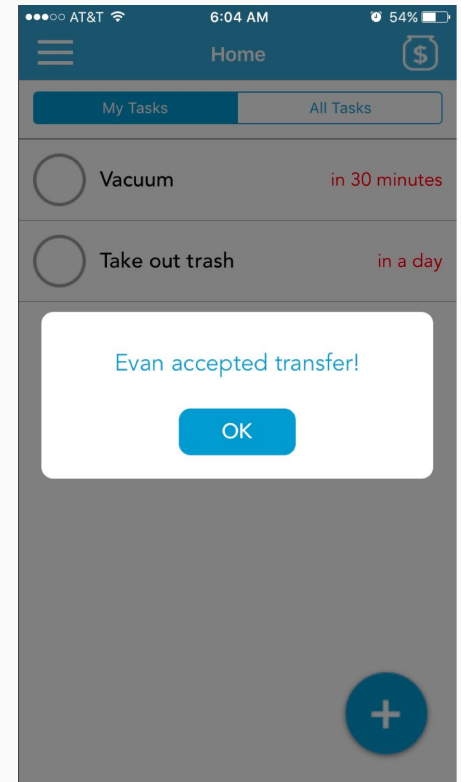 AT&T 6:04 AM 54%
Home $
My Tasks All Tasks
Vacuum in 30 minutes
Take out trash in a day
Evan accepted transfer!
OK
+